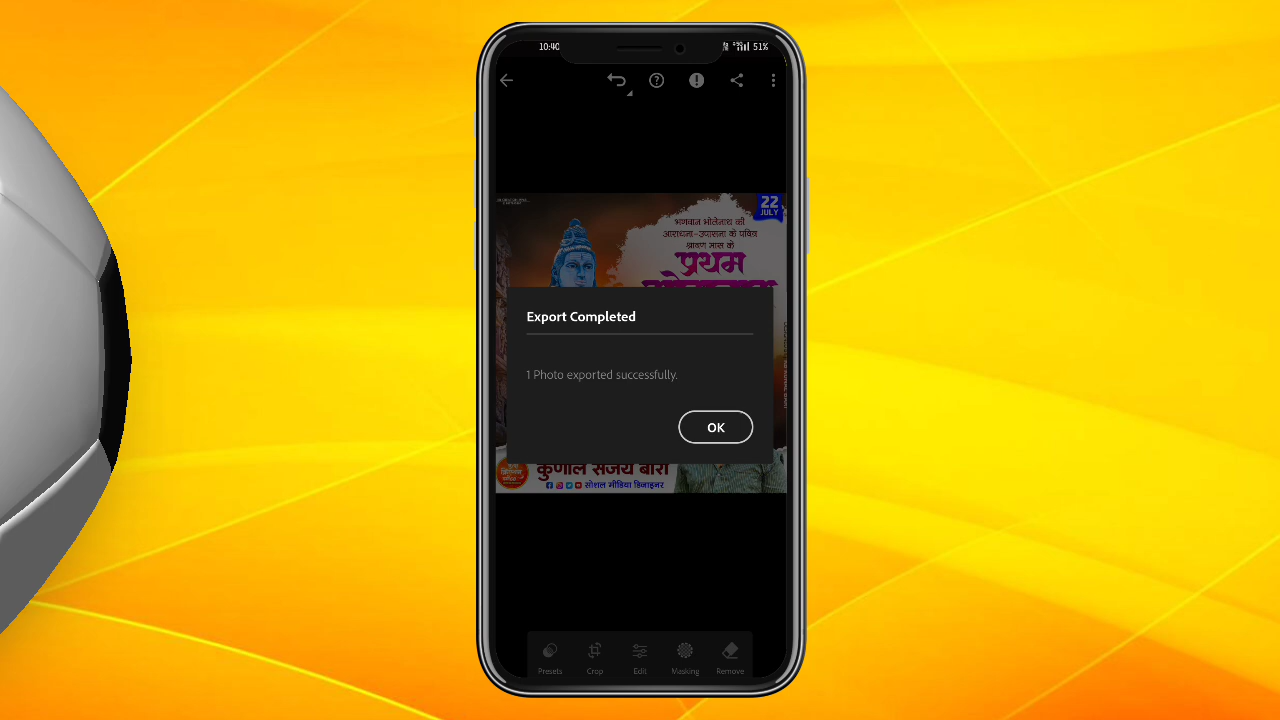 10:40
51%
22
JULY
भगवान भोलेनाथ की
आराधना-उपासना के पवित्र
श्रावण मास के
प्रथम
Export Completed
1 Photo exported successfully.
OK
कुणाल संजय बारी
सोशल मीडिया डिजाइनर
Presets
Crop
Edit
Masking
Remove